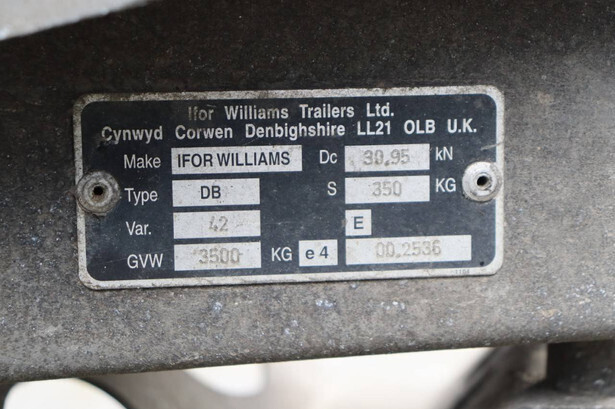 Ifor Williams Trailers Ltd.
Cynwyd Corwen Denbighshire LL21 OLB U.K.
Make IFOR WILLIAMS Dc 30.95 kN
Type DB S 350 KG
Var. 42 E
GVW 3500 KG e4 00.2536